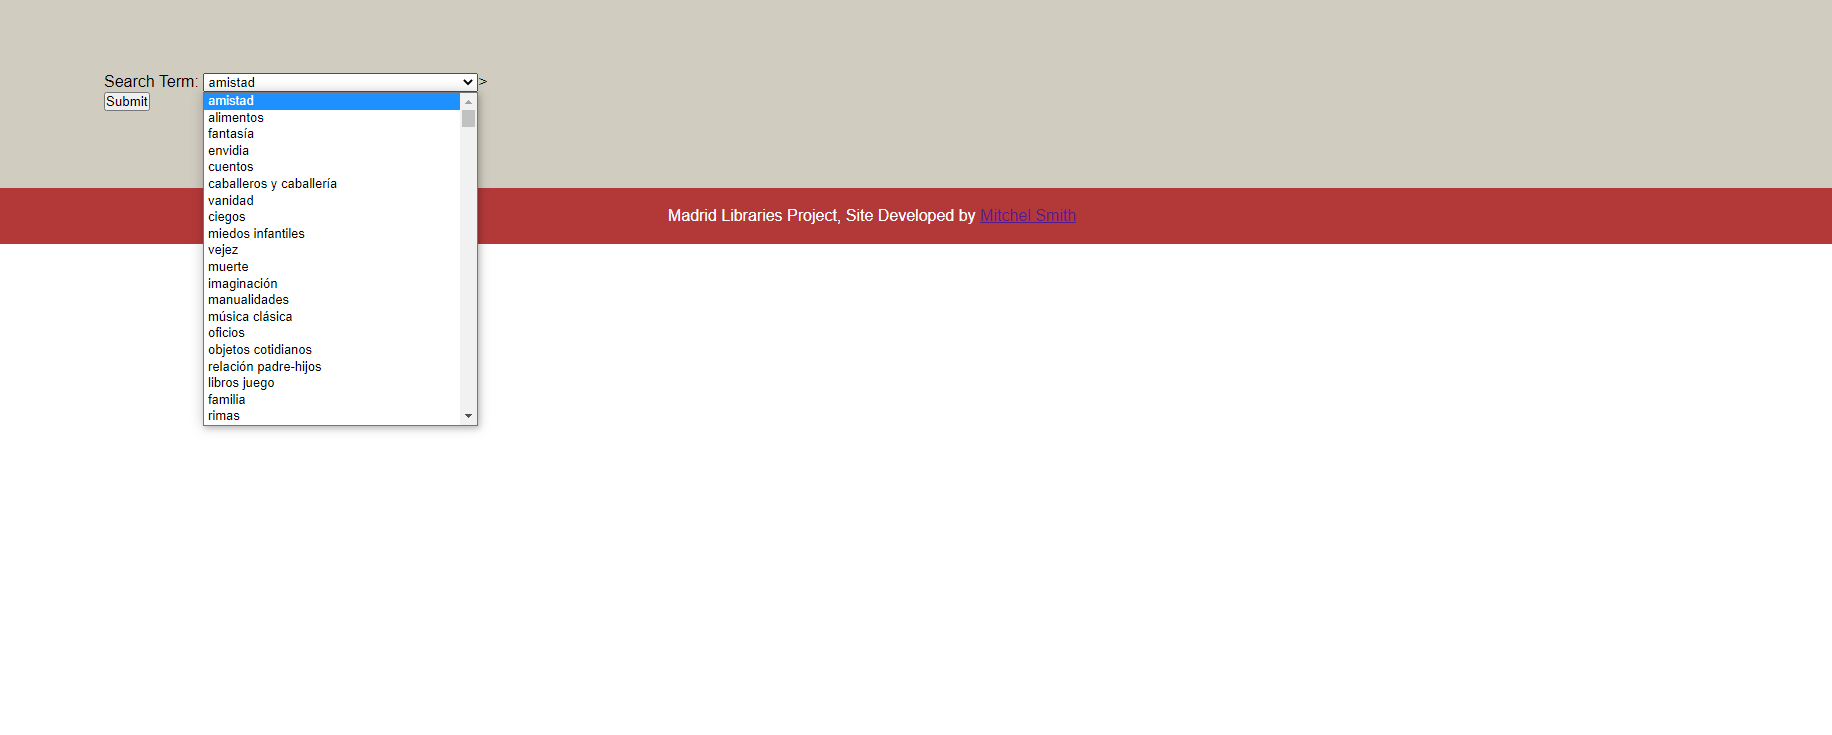 Search Term: amistad >
Submit
amistad
alimentos
fantasía
envidia
cuentos
caballeros y caballería
vanidad
ciegos
miedos infantiles
vejez
muerte
imaginación
manualidades
música clásica
oficios
objetos cotidianos
relación padre-hijos
libros juego
familia
rimas
Madrid Libraries Project, Site Developed by Mitchel Smith